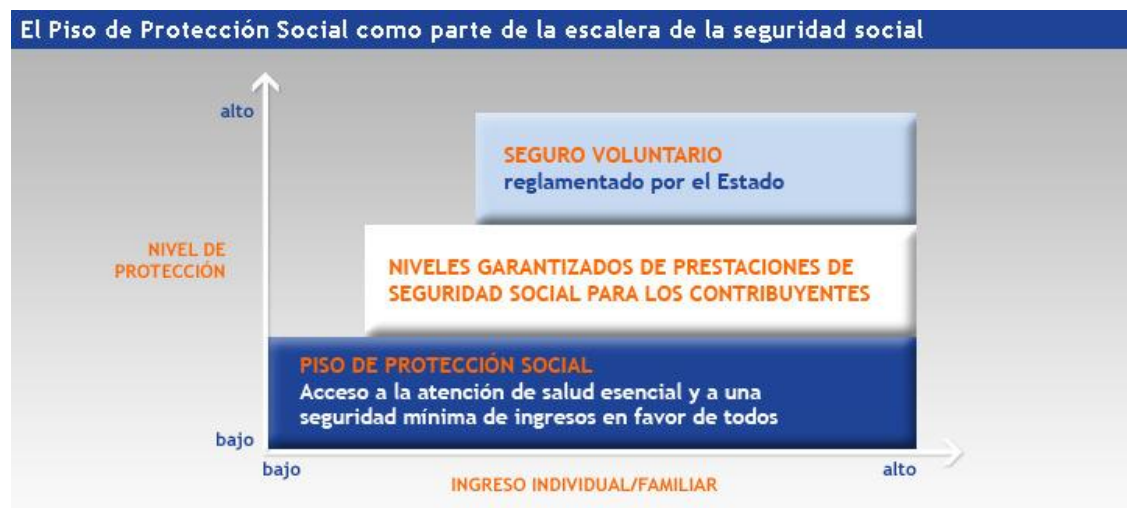 El Piso de Protección Social como parte de la escalera de la seguridad social
alto
SEGURO VOLUNTARIO
reglamentado por el Estado
NIVEL DE
PROTECCIÓN
NIVELES GARANTIZADOS DE PRESTACIONES DE
SEGURIDAD SOCIAL PARA LOS CONTRIBUYENTES
PISO DE PROTECCIÓN SOCIAL
Acceso a la atención de salud esencial y a una
seguridad mínima de ingresos en favor de todos
bajo
bajo
alto
INGRESO INDIVIDUAL/FAMILIAR